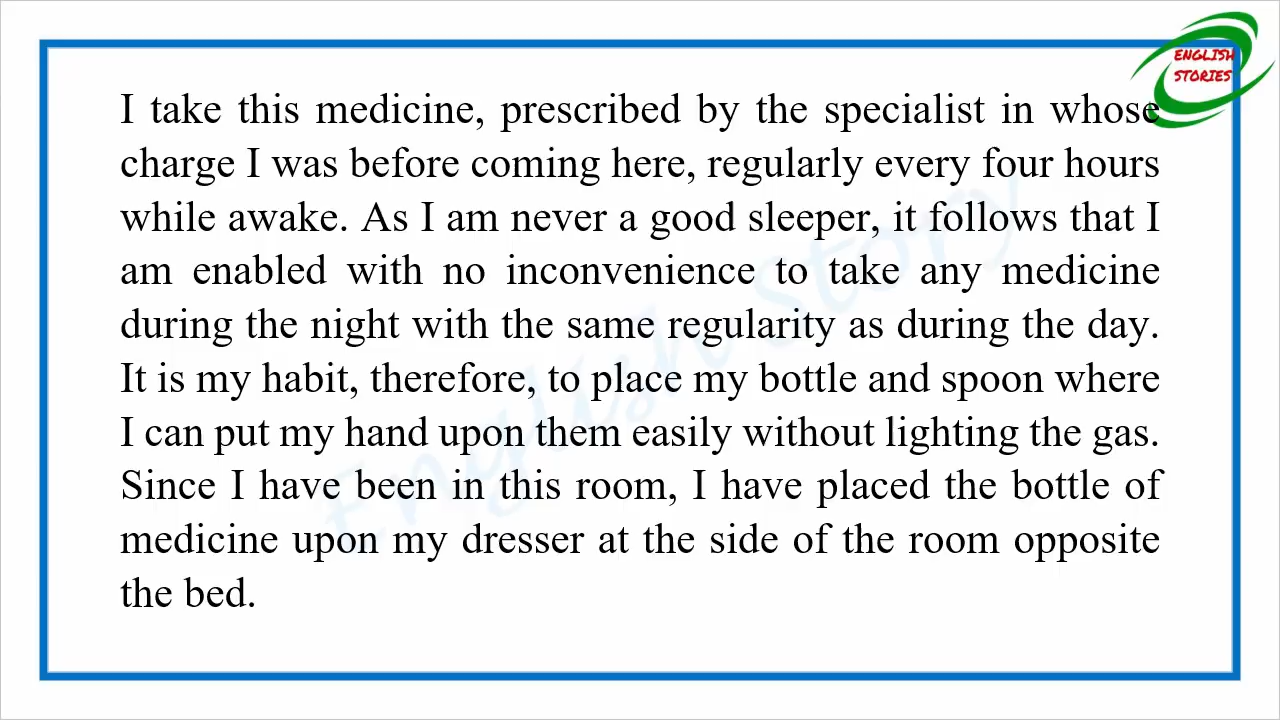 ENGLISH
STORIES
I take this medicine, prescribed by the specialist in whose
charge I was before coming here, regularly every four hours
while awake. As I am never a good sleeper, it follows that I
am enabled with no inconvenience to take any medicine
during the night with the same regularity as during the day.
It is my habit, therefore, to place my bottle and spoon where
I can put my hand upon them easily without lighting the gas.
Since I have been in this room, I have placed the bottle of
medicine upon my dresser at the side of the room opposite
the bed.
English Story